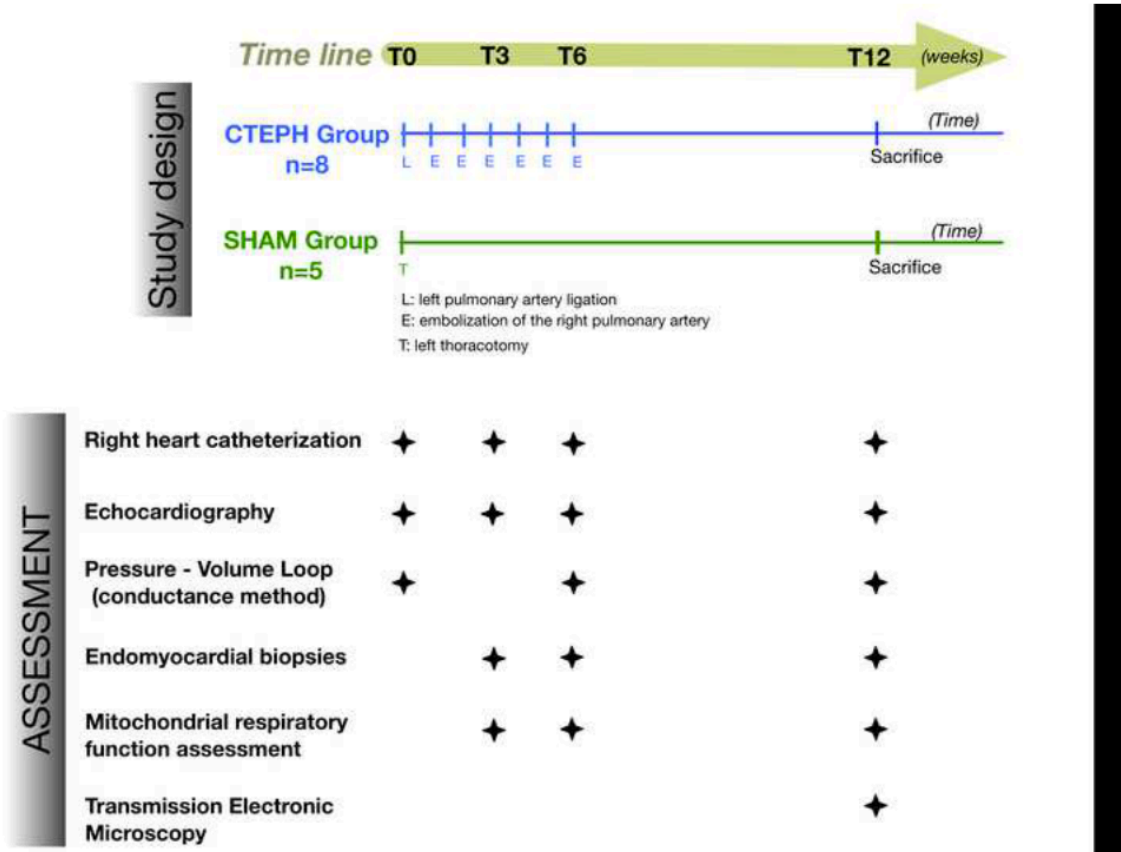 Time line T0 T3 T6 T12 (weeks)
Study design
CTEPH Group
n=8
L E E E E E E
(Time)
Sacrifice
SHAM Group
n=5
T
(Time)
Sacrifice
L: left pulmonary artery ligation
E: embolization of the right pulmonary artery
T: left thoracotomy
ASSESSMENT
Right heart catheterization
Echocardiography
Pressure - Volume Loop
(conductance method)
Endomyocardial biopsies
Mitochondrial respiratory
function assessment
Transmission Electronic
Microscopy